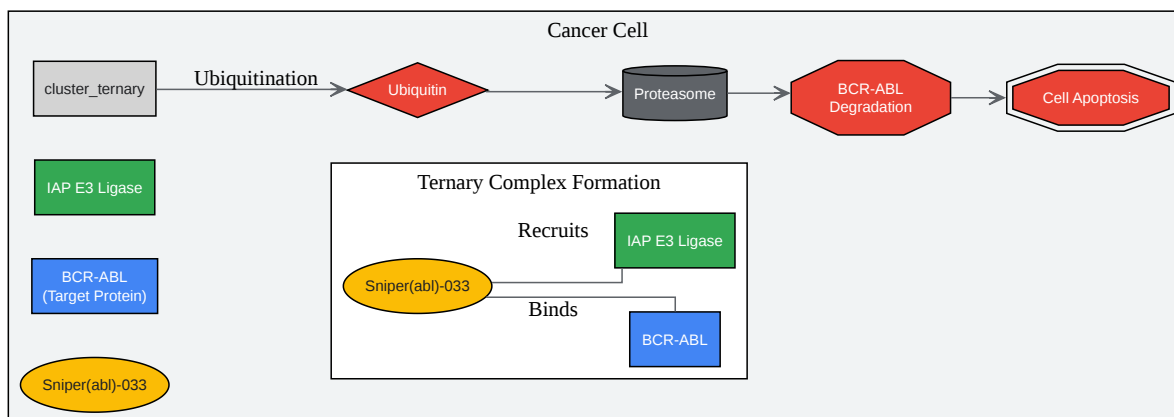 Cancer Cell
cluster_ternary
Ubiquitination
Ubiquitin
Proteasome
BCR-ABL
Degradation
Cell Apoptosis
IAP E3 Ligase
BCR-ABL
(Target Protein)
Sniper(abl)-033
Ternary Complex Formation
Recruits
IAP E3 Ligase
Sniper(abl)-033
Binds
BCR-ABL